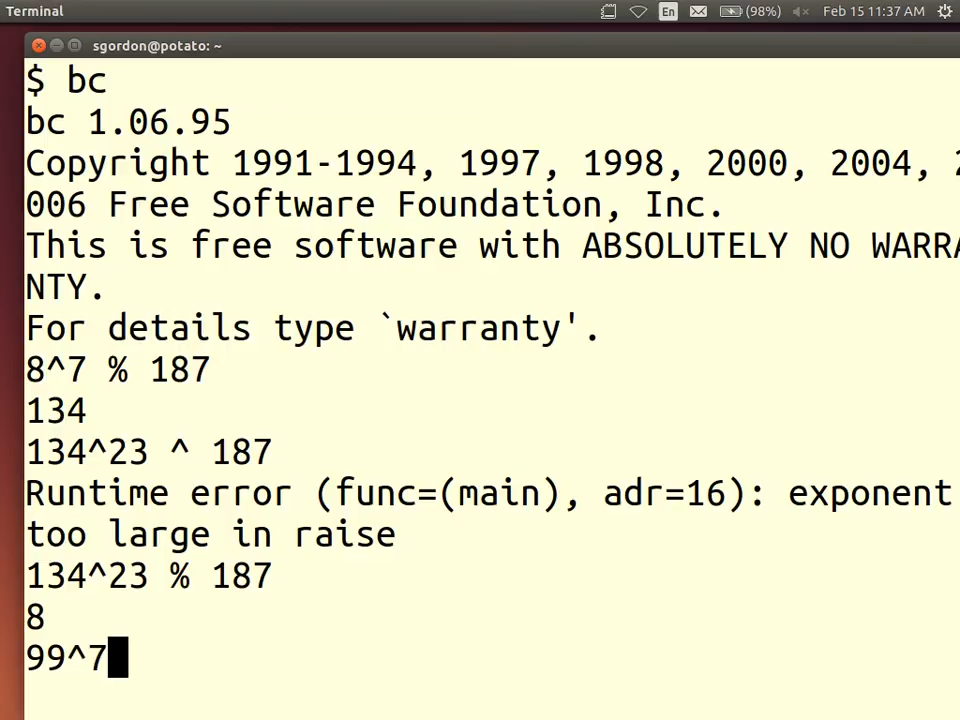 Terminal En (98%) Feb 15 11:37 AM
sgordon@potato: ~
$ bc
bc 1.06.95
Copyright 1991-1994, 1997, 1998, 2000, 2004, 2
006 Free Software Foundation, Inc.
This is free software with ABSOLUTELY NO WARRA
NTY.
For details type `warranty'.
8^7 % 187
134
134^23 ^ 187
Runtime error (func=(main), adr=16): exponent
too large in raise
134^23 % 187
8
99^7